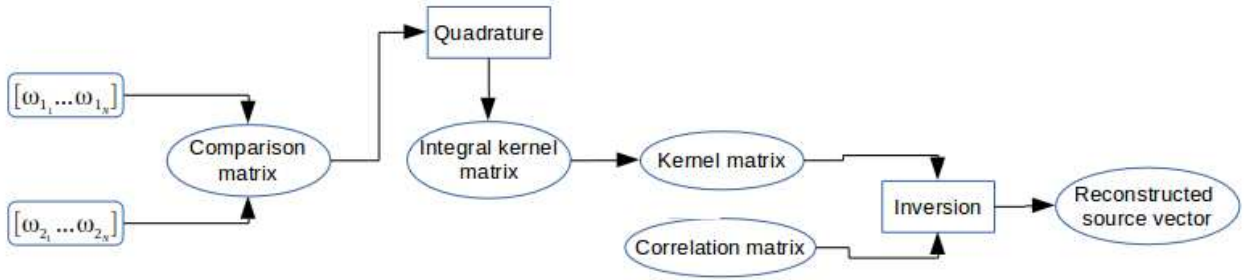 Quadrature
[ω₁₁...ω₁ₙ]
Comparison
matrix
Integral kernel
matrix
Kernel matrix
Inversion
Reconstructed
source vector
[ω₂₁...ω₂ₙ]
Correlation matrix